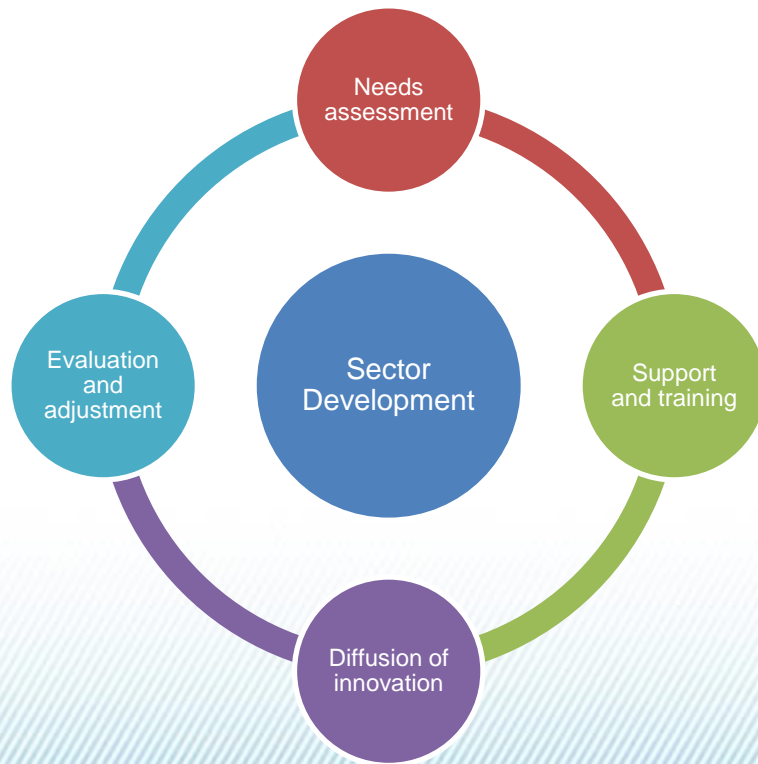 Needs
assessment
Evaluation
and
adjustment
Sector
Development
Support
and training
Diffusion of
innovation